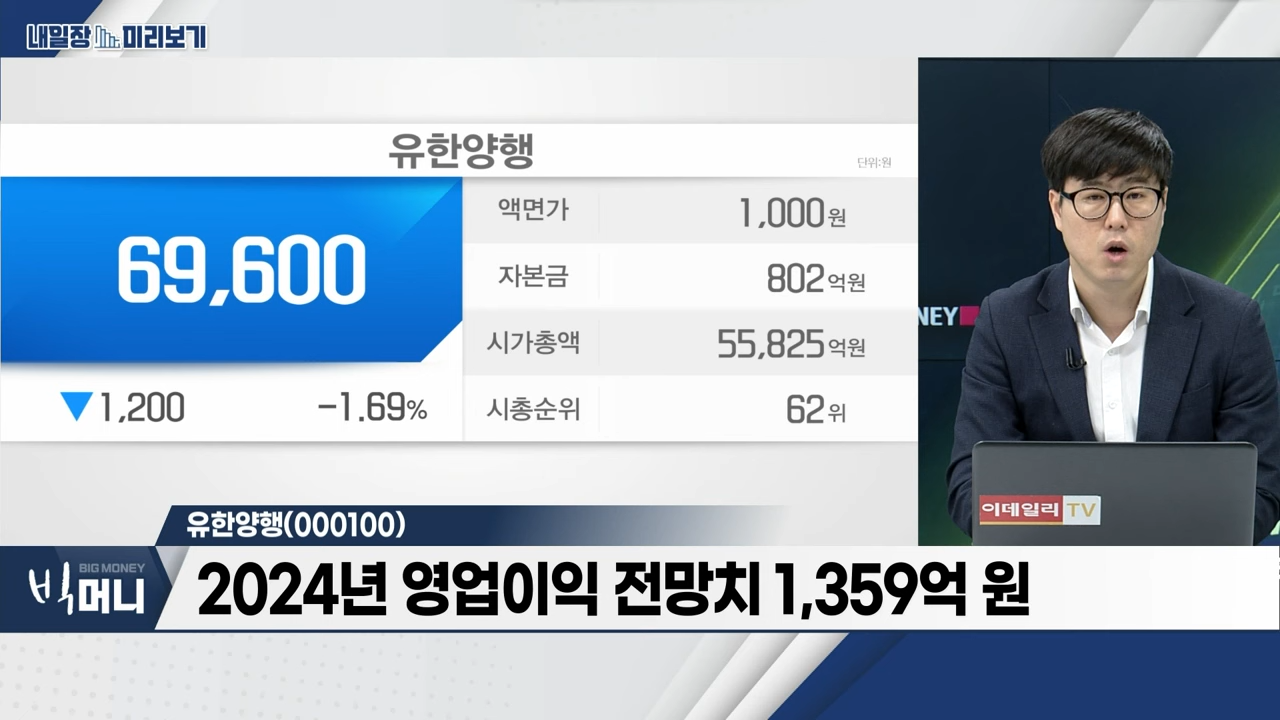 내일장 미리보기
유한양행
단위:원
69,600
▼1,200 -1.69%
액면가 1,000원
자본금 802억원
시가총액 55,825억원
시총순위 62위
NEY
이데일리TV
유한양행(000100)
BIG MONEY
빅머니
2024년 영업이익 전망치 1,359억 원